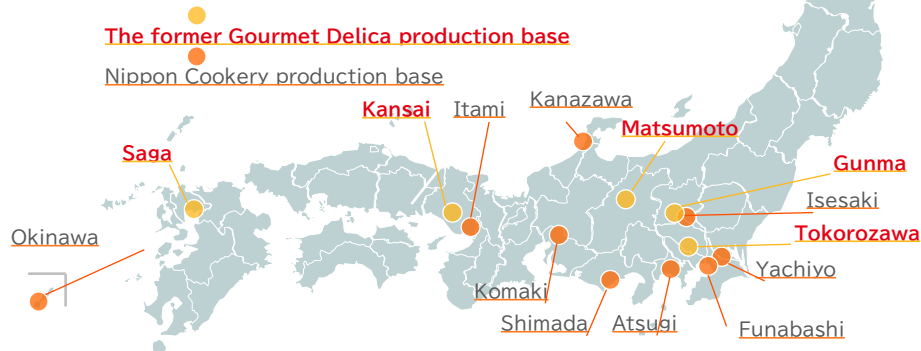 The former Gourmet Delica production base
Nippon Cookery production base
Kanazawa
Kansai
Itami
Matsumoto
Saga
Gunma
Isesaki
Okinawa
Tokorozawa
Yachiyo
Komaki
Shimada
Atsugi
Funabashi